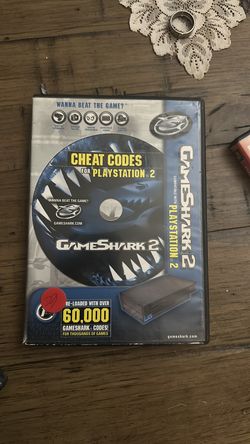 WANNA BEAT THE GAME?
CHEAT CODES
FOR PLAYSTATION 2
WANNA BEAT THE GAME?
GAMESHARK.COM
GAMESHARK 2
GAMESHARK 2
PLAYSTATION 2
E-LOADED WITH OVER
60,000
GAMESHARK CODES!
FOR THOUSANDS OF GAMES
gameshark.com